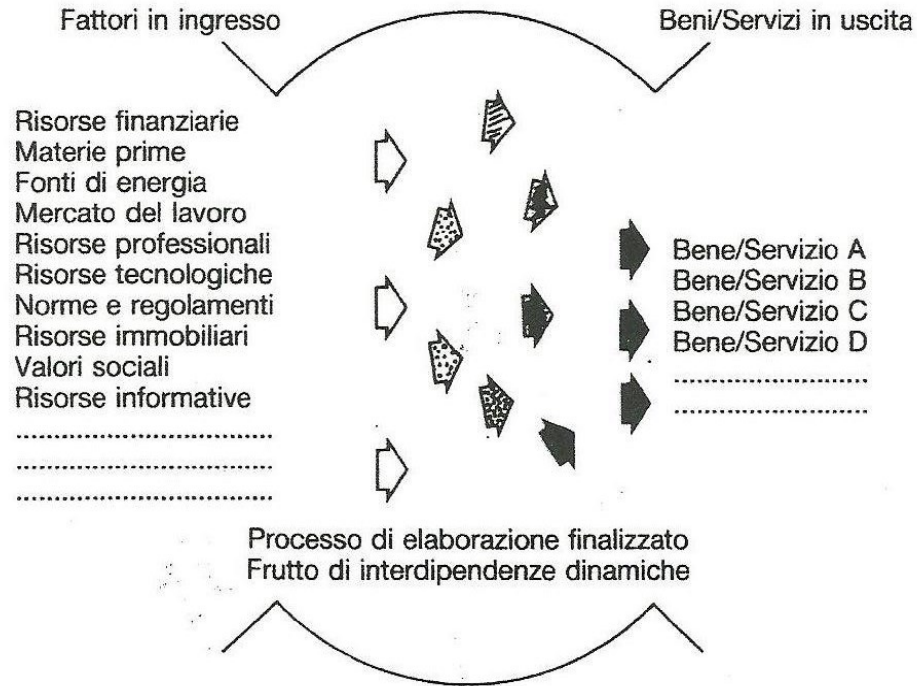 Fattori in ingresso
Beni/Servizi in uscita
Risorse finanziarie
Materie prime
Fonti di energia
Mercato del lavoro
Risorse professionali
Risorse tecnologiche
Norme e regolamenti
Risorse immobiliari
Valori sociali
Risorse informative
................................
................................
................................
Bene/Servizio A
Bene/Servizio B
Bene/Servizio C
Bene/Servizio D
........................
........................
Processo di elaborazione finalizzato
Frutto di interdipendenze dinamiche